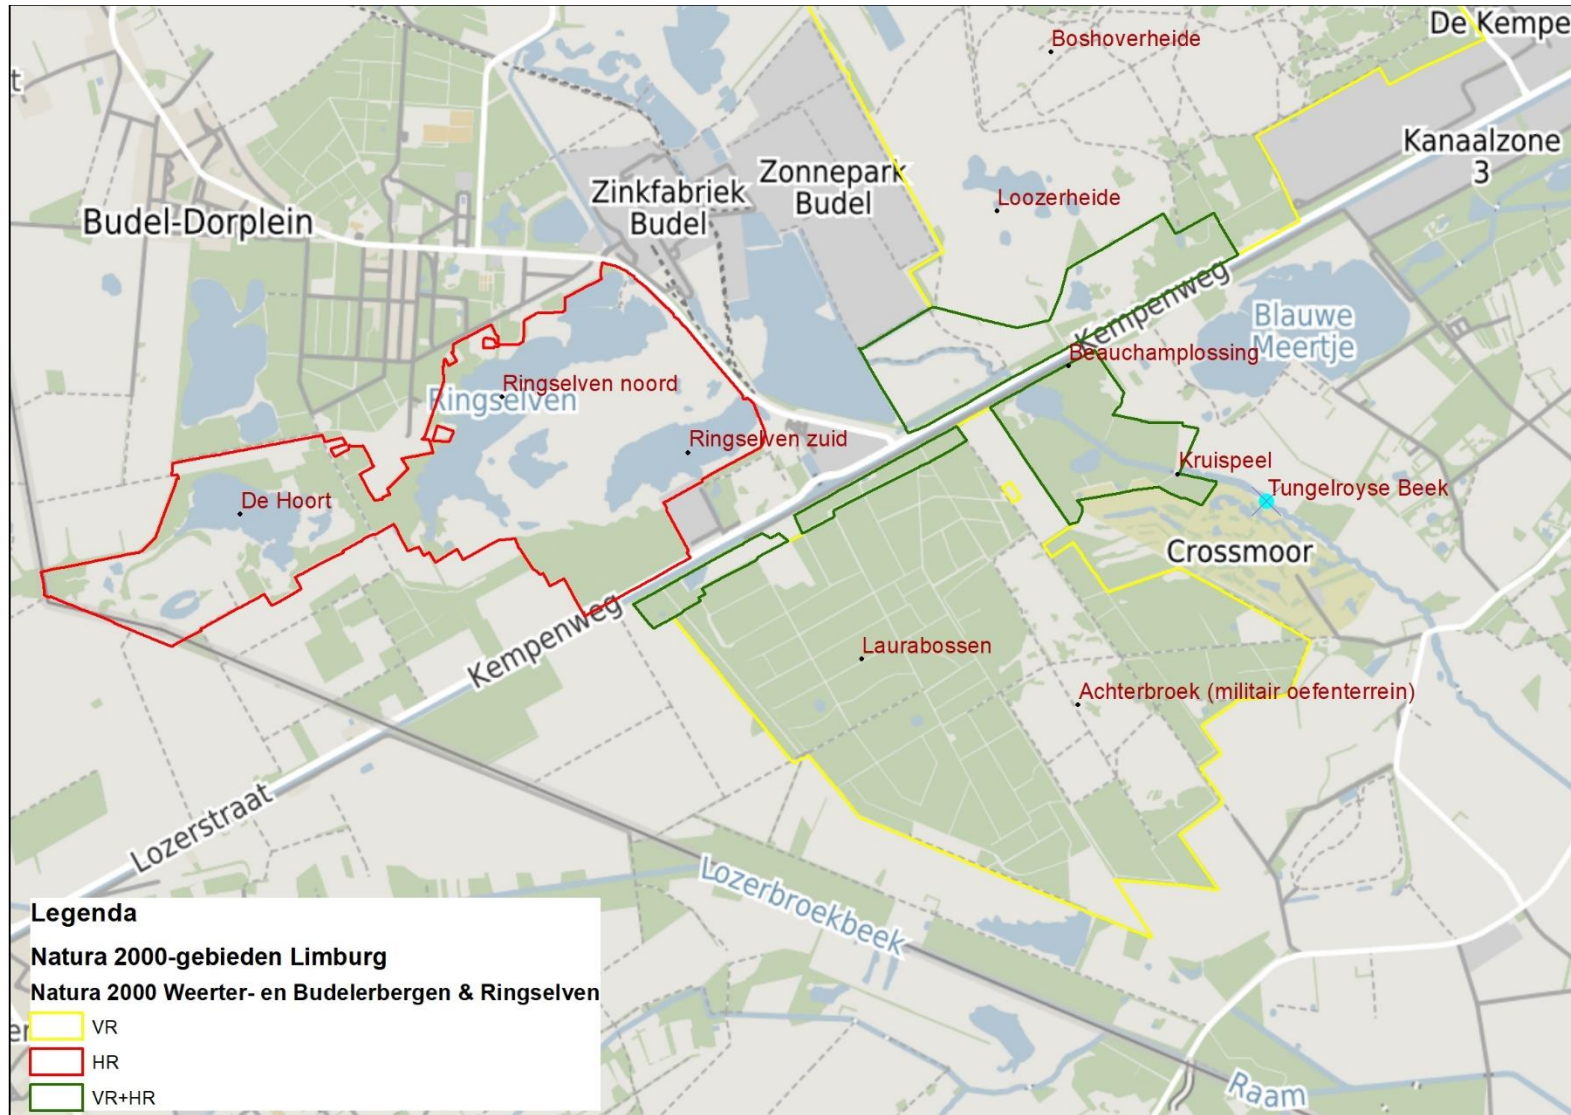 Boshoverheide
De Kempe
t
Kanaalzone
3
Zonnepark
Budel
Zinkfabriek
Budel
Loozerheide
Budel-Dorplein
Kempenweg
Blauwe
Meertje
Beauchamplossing
Ringselven noord
Ringselven
Ringselven zuid
Kruispeel
Tungelroyse Beek
De Hoort
Crossmoor
Kempenweg
Laurabossen
Achterbroek (militair oefenterrein)
Lozerstraat
Lozerbroekbeek
Raam
er
Legenda
Natura 2000-gebieden Limburg
Natura 2000 Weerter- en Budelerbergen & Ringselven
VR
HR
VR+HR